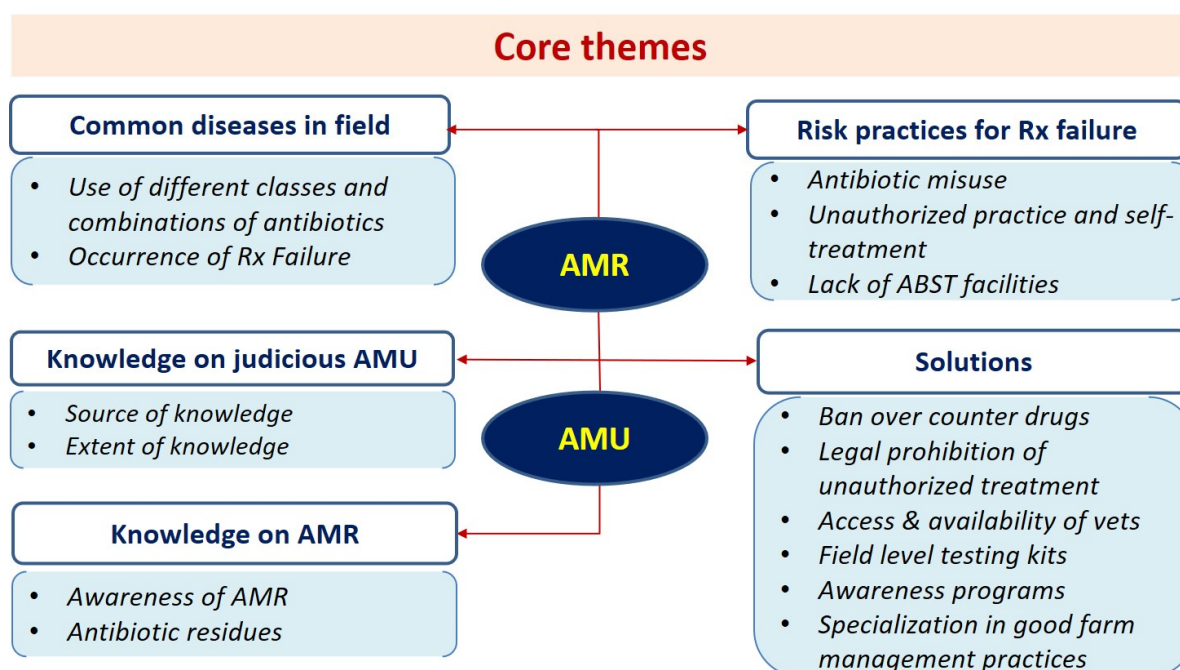 Core themes
Common diseases in field
• Use of different classes and
combinations of antibiotics
• Occurrence of Rx Failure
Risk practices for Rx failure
• Antibiotic misuse
• Unauthorized practice and self-
treatment
• Lack of ABST facilities
AMR
Knowledge on judicious AMU
• Source of knowledge
• Extent of knowledge
Solutions
• Ban over counter drugs
• Legal prohibition of
unauthorized treatment
• Access & availability of vets
• Field level testing kits
• Awareness programs
• Specialization in good farm
management practices
AMU
Knowledge on AMR
• Awareness of AMR
• Antibiotic residues